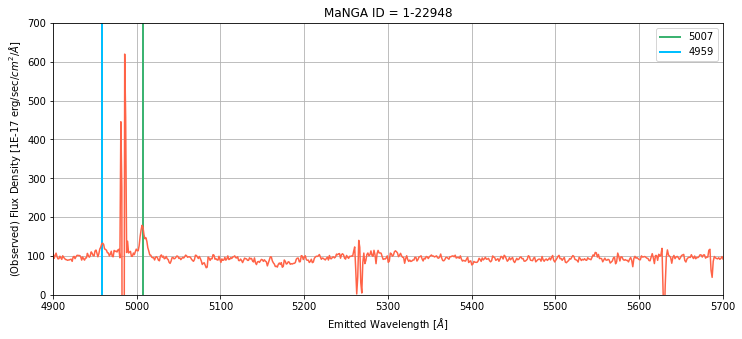 MaNGA ID = 1-22948
(Observed) Flux Density [1E-17 erg/sec/cm²/Å]
700
600
500
400
300
200
100
0
5007
4959
4900 5000 5100 5200 5300 5400 5500 5600 5700
Emitted Wavelength [Å]